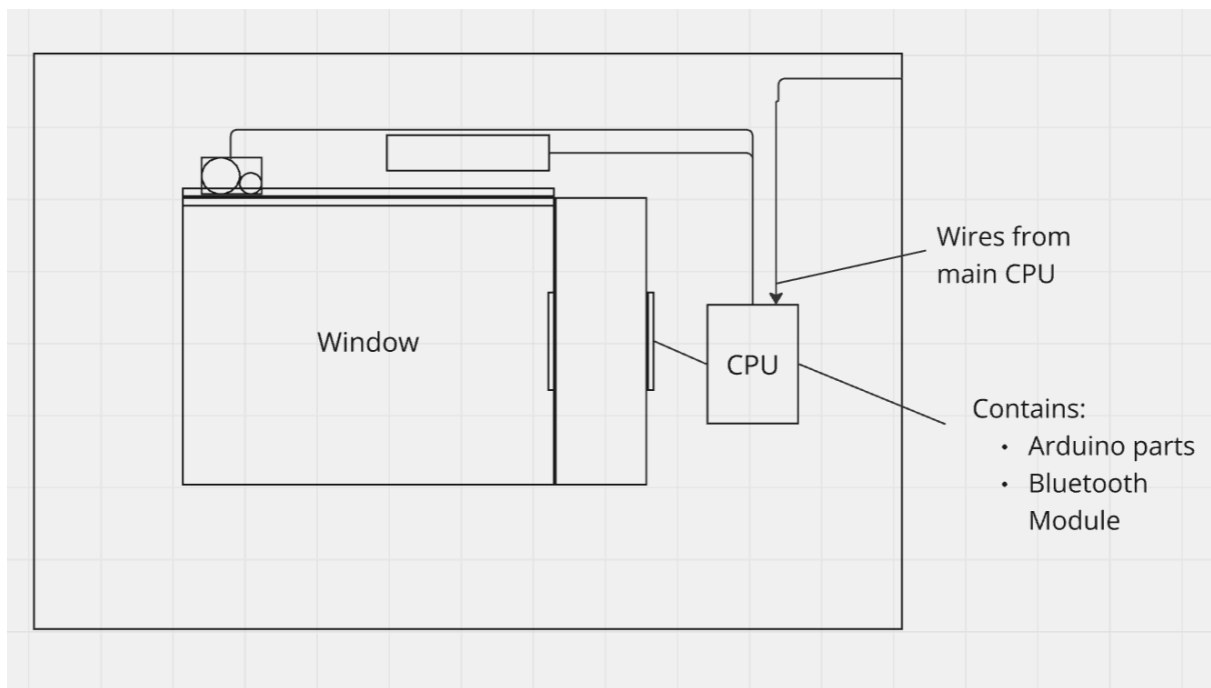 Wires from
main CPU
Window
CPU
Contains:
• Arduino parts
• Bluetooth
Module